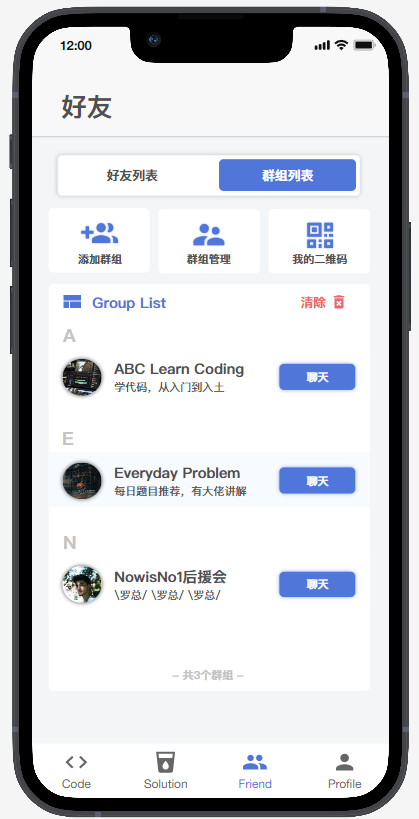 12:00
好友
好友列表
群组列表
添加群组
群组管理
我的二维码
Group List
清除
A
ABC Learn Coding
学代码，从入门到入土
聊天
E
Everyday Problem
每日题目推荐，有大佬讲解
聊天
N
NowisNo1后援会
\罗总/ \罗总/ \罗总/
聊天
– 共3个群组 –
Code
Solution
Friend
Profile